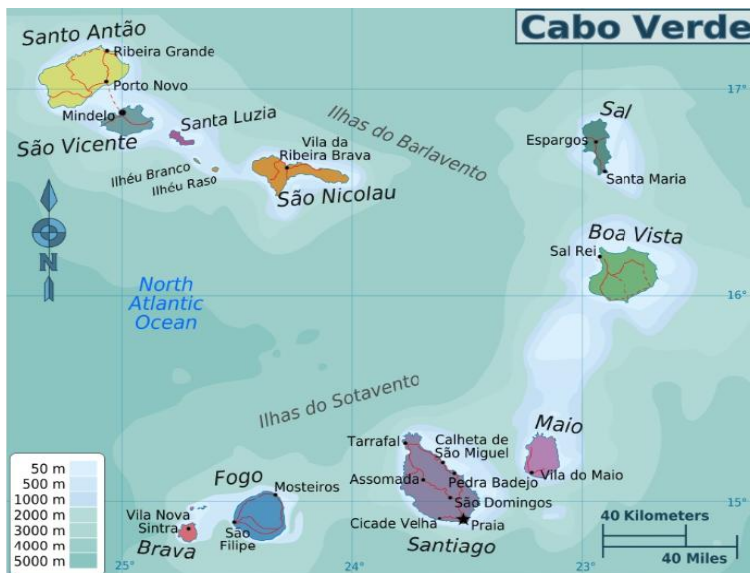 Cabo Verde
Santo Antão
Ribeira Grande
Porto Novo
17°
Mindelo
Santa Luzia
São Vicente
Ilhas do Barlavento
Sal
Espargos
Santa Maria
Vila da
Ribeira Brava
Ilhéu Branco
Ilhéu Raso
São Nicolau
Boa Vista
Sal Rei
N
North
Atlantic
Ocean
16°
Ilhas do Sotavento
Maio
Tarrafal
Calheta de
São Miguel
Assomada
Pedra Badejo
Vila do Maio
São Domingos
Cicade Velha
Praia
Santiago
15°
Fogo
Mosteiros
Vila Nova
Sintra
São
Filipe
Brava
50 m
500 m
1000 m
2000 m
3000 m
4000 m
5000 m
40 Kilometers
40 Miles
25°
24°
23°